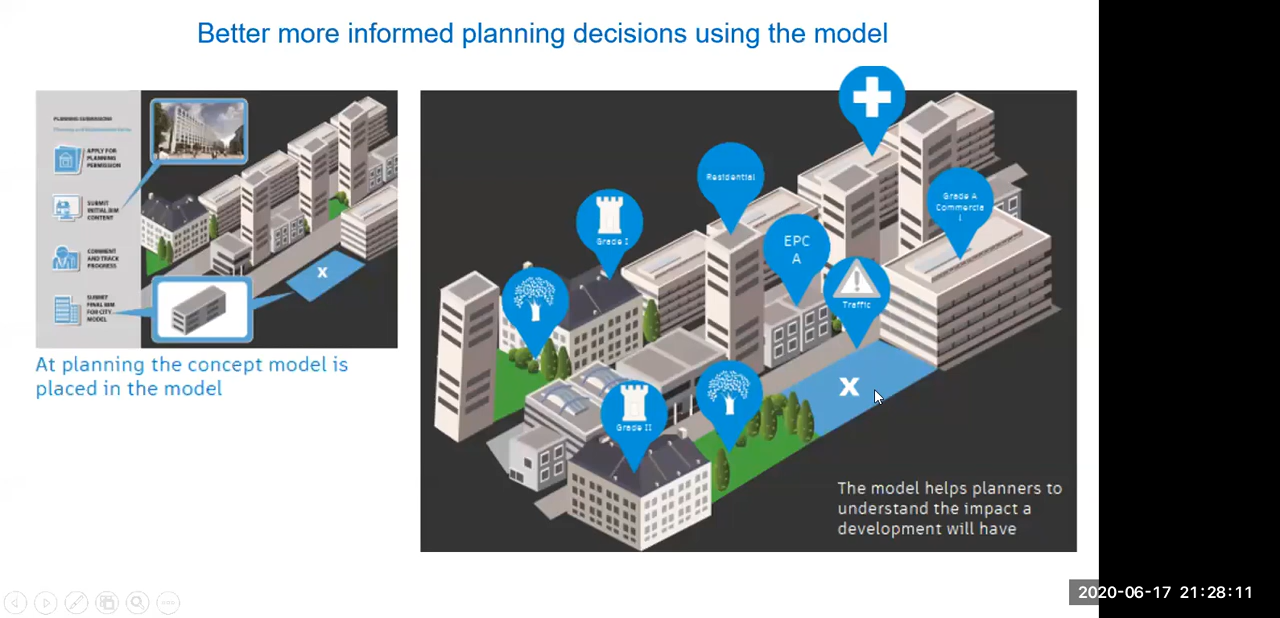 Better more informed planning decisions using the model
PLANNING SUBMISSIONS
APPLY FOR
PLANNING
PERMISSION
SUBMIT
INITIAL BIM
CONTENT
COMMENT
AND TRACK
PROGRESS
SUBMIT
FINAL BIM
FOR CITY
MODEL
X
At planning the concept model is
placed in the model
Residential
Grade A
Commercia
l
Grade I
EPC
A
Traffic
X
Grade II
The model helps planners to
understand the impact a
development will have
2020-06-17 21:28:11